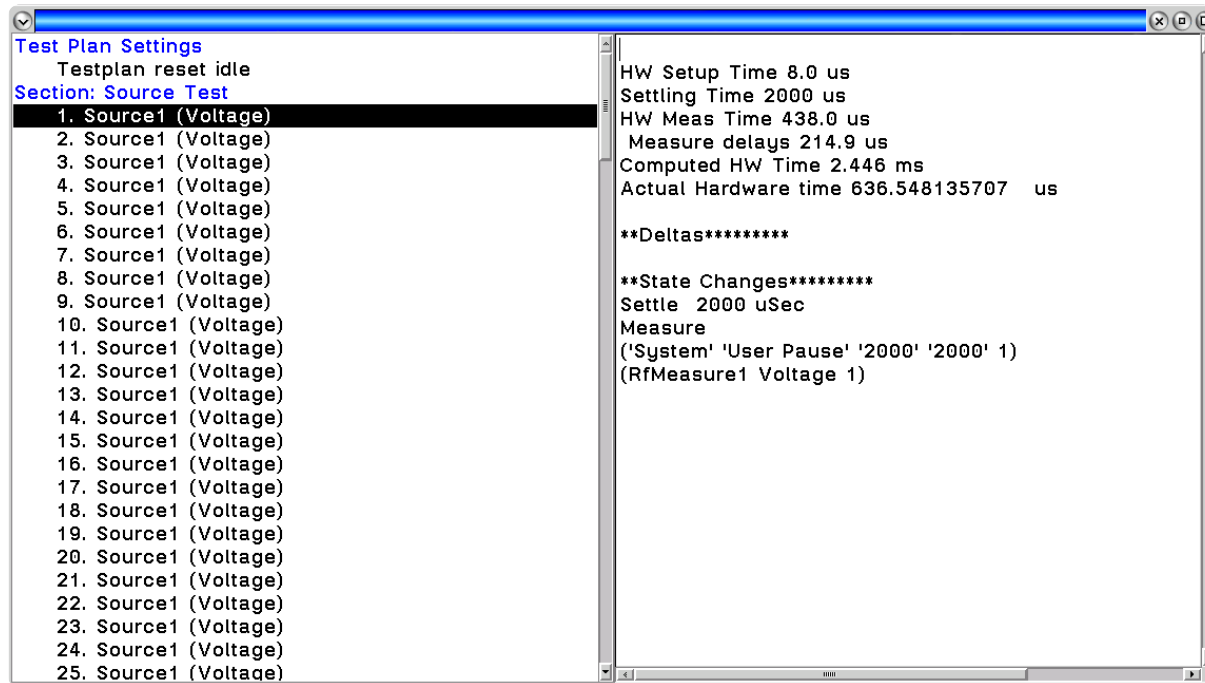 Test Plan Settings
Testplan reset idle
Section: Source Test
1. Source1 (Voltage)
2. Source1 (Voltage)
3. Source1 (Voltage)
4. Source1 (Voltage)
5. Source1 (Voltage)
6. Source1 (Voltage)
7. Source1 (Voltage)
8. Source1 (Voltage)
9. Source1 (Voltage)
10. Source1 (Voltage)
11. Source1 (Voltage)
12. Source1 (Voltage)
13. Source1 (Voltage)
14. Source1 (Voltage)
15. Source1 (Voltage)
16. Source1 (Voltage)
17. Source1 (Voltage)
18. Source1 (Voltage)
19. Source1 (Voltage)
20. Source1 (Voltage)
21. Source1 (Voltage)
22. Source1 (Voltage)
23. Source1 (Voltage)
24. Source1 (Voltage)
25. Source1 (Voltage)
HW Setup Time 8.0 us
Settling Time 2000 us
HW Meas Time 438.0 us
Measure delays 214.9 us
Computed HW Time 2.446 ms
Actual Hardware time 636.548135707 us
**Deltas*********
**State Changes*********
Settle 2000 uSec
Measure
('System' 'User Pause' '2000' '2000' 1)
(RfMeasure1 Voltage 1)